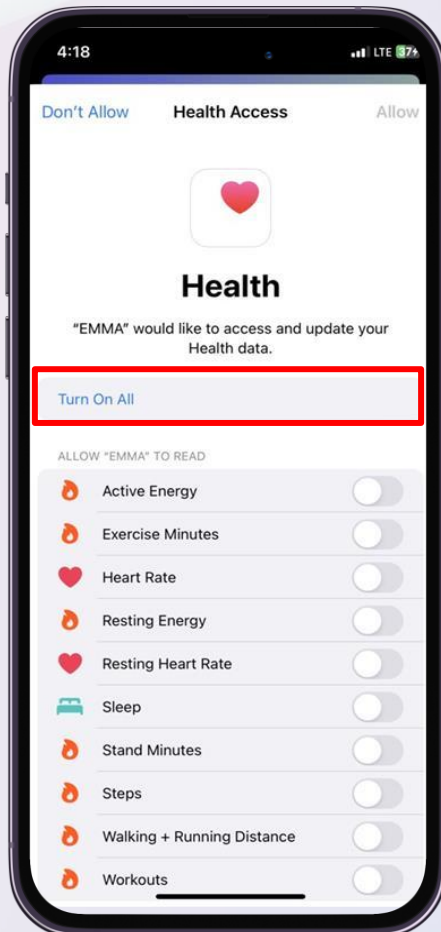 4:18
LTE 37
Don't Allow
Health Access
Allow
Health
"EMMA" would like to access and update your
Health data.
Turn On All
ALLOW "EMMA" TO READ
Active Energy
Exercise Minutes
Heart Rate
Resting Energy
Resting Heart Rate
Sleep
Stand Minutes
Steps
Walking + Running Distance
Workouts